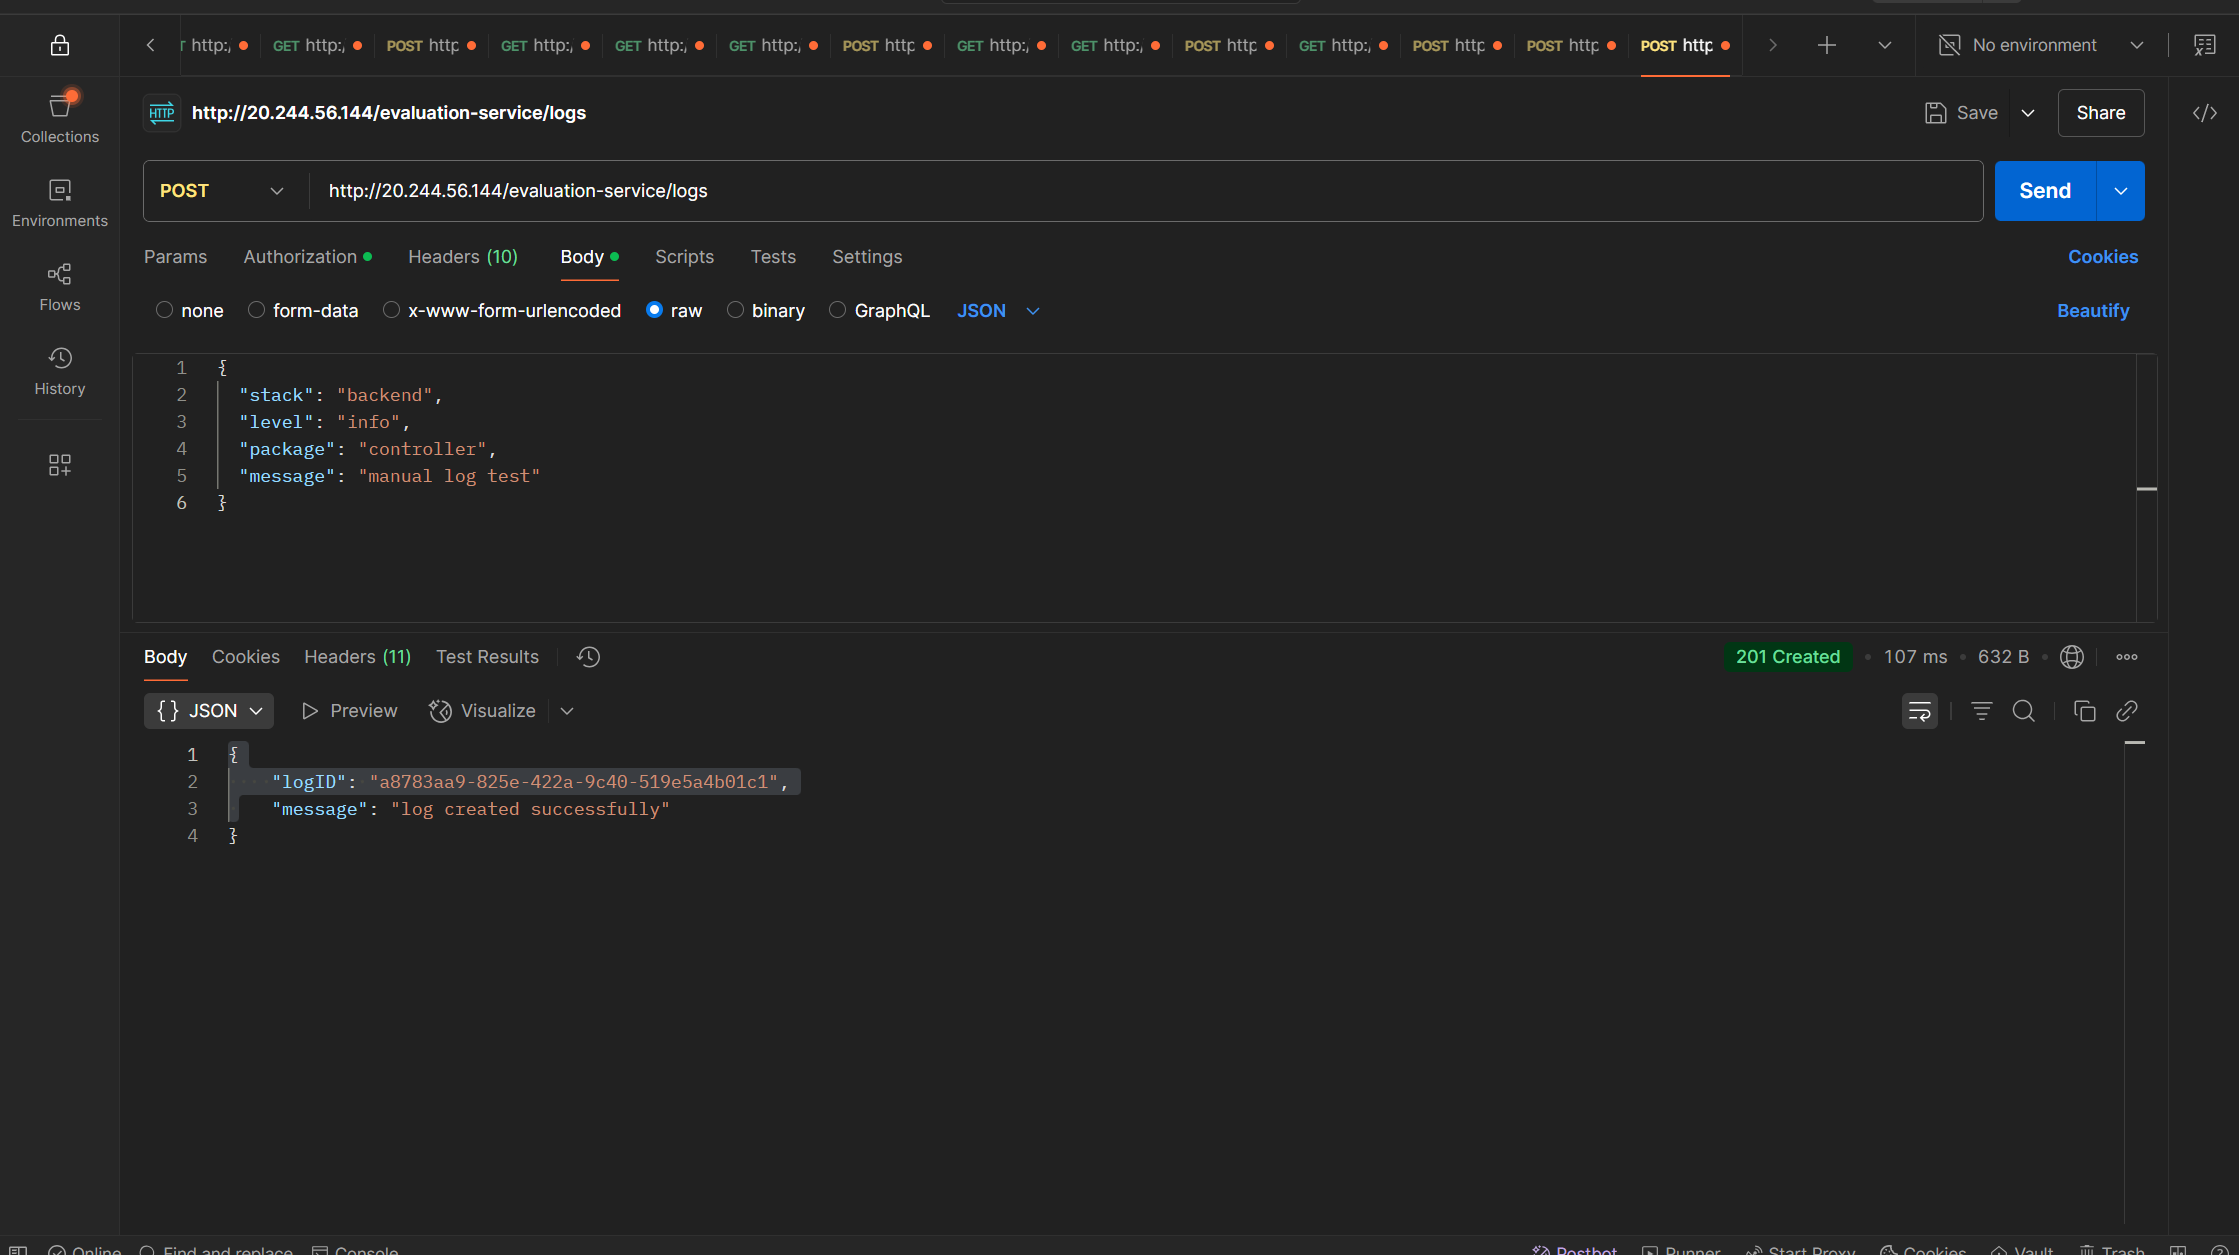 http:/ GET http:/ POST http GET http:/ GET http:/ GET http:/ POST http GET http:/ GET http:/ POST http GET http:/ POST http POST http POST http No environment
HTTP http://20.244.56.144/evaluation-service/logs Save Share
Collections
Environments
Flows
History
POST http://20.244.56.144/evaluation-service/logs Send
Params Authorization Headers (10) Body Scripts Tests Settings Cookies
none form-data x-www-form-urlencoded raw binary GraphQL JSON Beautify
1 {
2 "stack": "backend",
3 "level": "info",
4 "package": "controller",
5 "message": "manual log test"
6 }
Body Cookies Headers (11) Test Results 201 Created • 107 ms • 632 B •
{} JSON Preview Visualize
1 {
2 "logID": "a8783aa9-825e-422a-9c40-519e5a4b01c1",
3 "message": "log created successfully"
4 }
Online Find and replace Console Postbot Runner Start Proxy Cookies Vault Trash